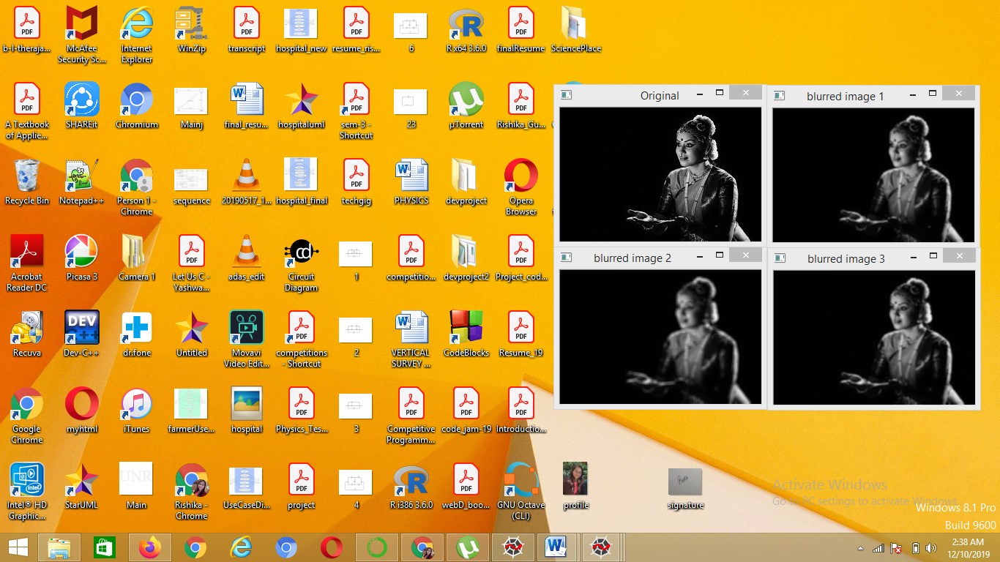 b-l-theraja...
McAfee
Security Sc...
Internet
Explorer
WinZip
transcript
hospital_new
resume_ris...
6
R x64 3.6.0
finalResume
SciencePlace
A Textbook
of Applie...
SHAREit
Chromium
Mainj
final_resu...
hospitaluml
sem-3 -
Shortcut
23
µTorrent
Rishika_Gu...
Recycle Bin
Notepad++
Person 1 -
Chrome
sequence
20190517_1...
hospital_final
techgig
PHYSICS
devproject
Opera
Browser
Acrobat
Reader DC
Picasa 3
Camera 1
Let Us C -
Yashwa...
adas_edit
Circuit
Diagram
1
competitio...
devproject2
Project_cod...
Recuva
DEV
C++
Dev-C++
dr.fone
Untitled
Movavi
Video Edit...
competitions
- Shortcut
2
VERTICAL
SURVEY ...
CodeBlocks
Resume_19
Google
Chrome
myhtml
iTunes
farmerUse...
hospital
Physics_Tes...
3
Competitive
Programm...
code_jam-19
Introductio...
Intel® HD
Graphic...
StarUML
UNR
Main
Rishika -
Chrome
UseCaseDi...
project
4
R i386 3.6.0
webD_boo...
GNU Octave
(CLI)
profile
signature
Original
blurred image 1
blurred image 2
blurred image 3
Activate Windows
Go to PC settings to activate Windows.
Windows 8.1 Pro
Build 9600
2:38 AM
12/10/2019